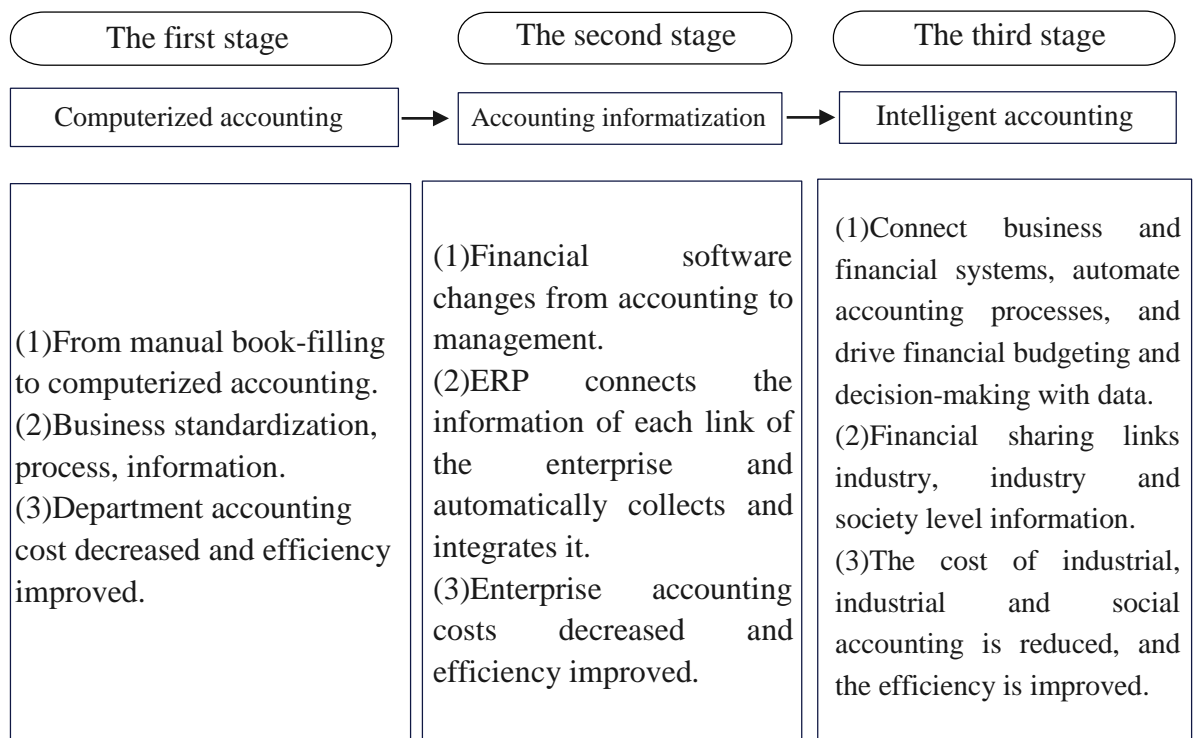 The first stage
The second stage
The third stage
Computerized accounting
Accounting informatization
Intelligent accounting
(1)From manual book-filling
to computerized accounting.
(2)Business standardization,
process, information.
(3)Department accounting
cost decreased and efficiency
improved.
(1)Financial software
changes from accounting to
management.
(2)ERP connects the
information of each link of
the enterprise and
automatically collects and
integrates it.
(3)Enterprise accounting
costs decreased and
efficiency improved.
(1)Connect business and
financial systems, automate
accounting processes, and
drive financial budgeting and
decision-making with data.
(2)Financial sharing links
industry, industry and
society level information.
(3)The cost of industrial,
industrial and social
accounting is reduced, and
the efficiency is improved.